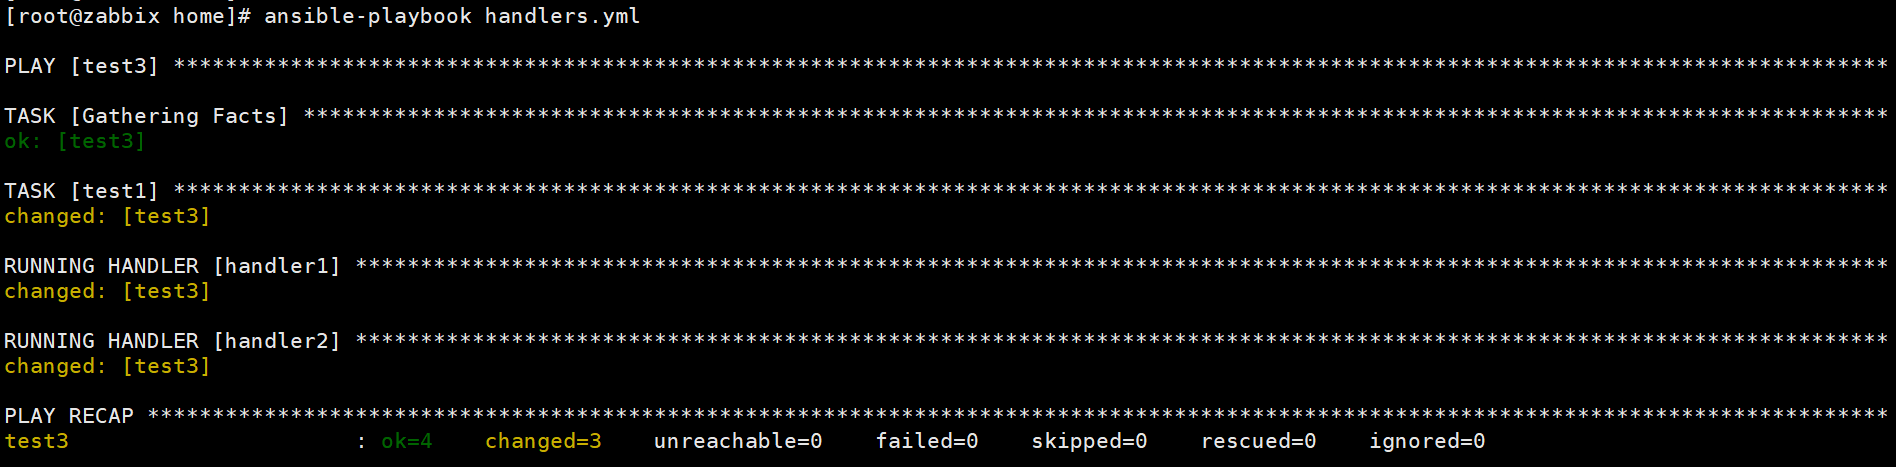 [root@zabbix home]# ansible-playbook handlers.yml
PLAY [test3] ************************************************************************************************************************************
TASK [Gathering Facts] **************************************************************************************************************************
ok: [test3]
TASK [test1] ************************************************************************************************************************************
changed: [test3]
RUNNING HANDLER [handler1] **********************************************************************************************************************
changed: [test3]
RUNNING HANDLER [handler2] **********************************************************************************************************************
changed: [test3]
PLAY RECAP **************************************************************************************************************************************
test3                      : ok=4    changed=3    unreachable=0    failed=0    skipped=0    rescued=0    ignored=0